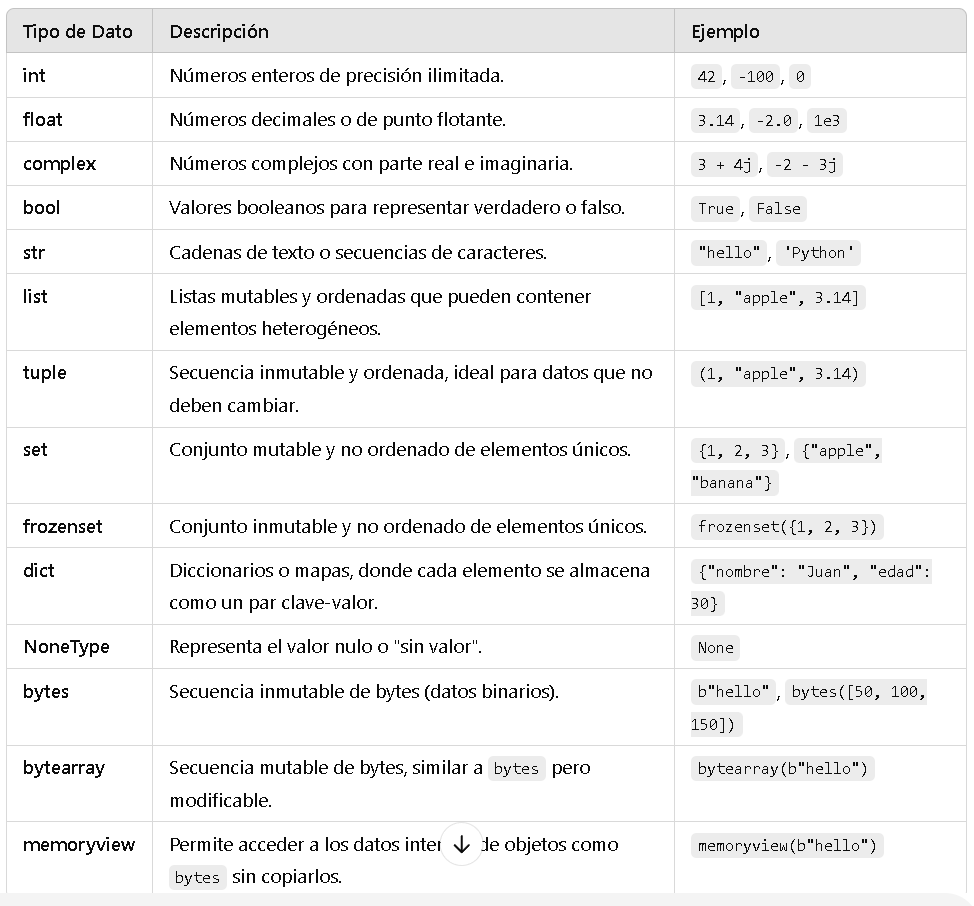 Tipo de Dato Descripción Ejemplo
int Números enteros de precisión ilimitada. 42 , -100 , 0
float Números decimales o de punto flotante. 3.14 , -2.0 , 1e3
complex Números complejos con parte real e imaginaria. 3 + 4j , -2 - 3j
bool Valores booleanos para representar verdadero o falso. True , False
str Cadenas de texto o secuencias de caracteres. "hello" , 'Python'
list Listas mutables y ordenadas que pueden contener [1, "apple", 3.14]
elementos heterogéneos.
tuple Secuencia inmutable y ordenada, ideal para datos que no (1, "apple", 3.14)
deben cambiar.
set Conjunto mutable y no ordenado de elementos únicos. {1, 2, 3} , {"apple",
"banana"}
frozenset Conjunto inmutable y no ordenado de elementos únicos. frozenset({1, 2, 3})
dict Diccionarios o mapas, donde cada elemento se almacena {"nombre": "Juan", "edad":
como un par clave-valor. 30}
NoneType Representa el valor nulo o "sin valor". None
bytes Secuencia inmutable de bytes (datos binarios). b"hello" , bytes([50, 100,
150])
bytearray Secuencia mutable de bytes, similar a bytes pero bytearray(b"hello")
modificable.
memoryview Permite acceder a los datos de objetos como memoryview(b"hello")
bytes sin copiarlos.